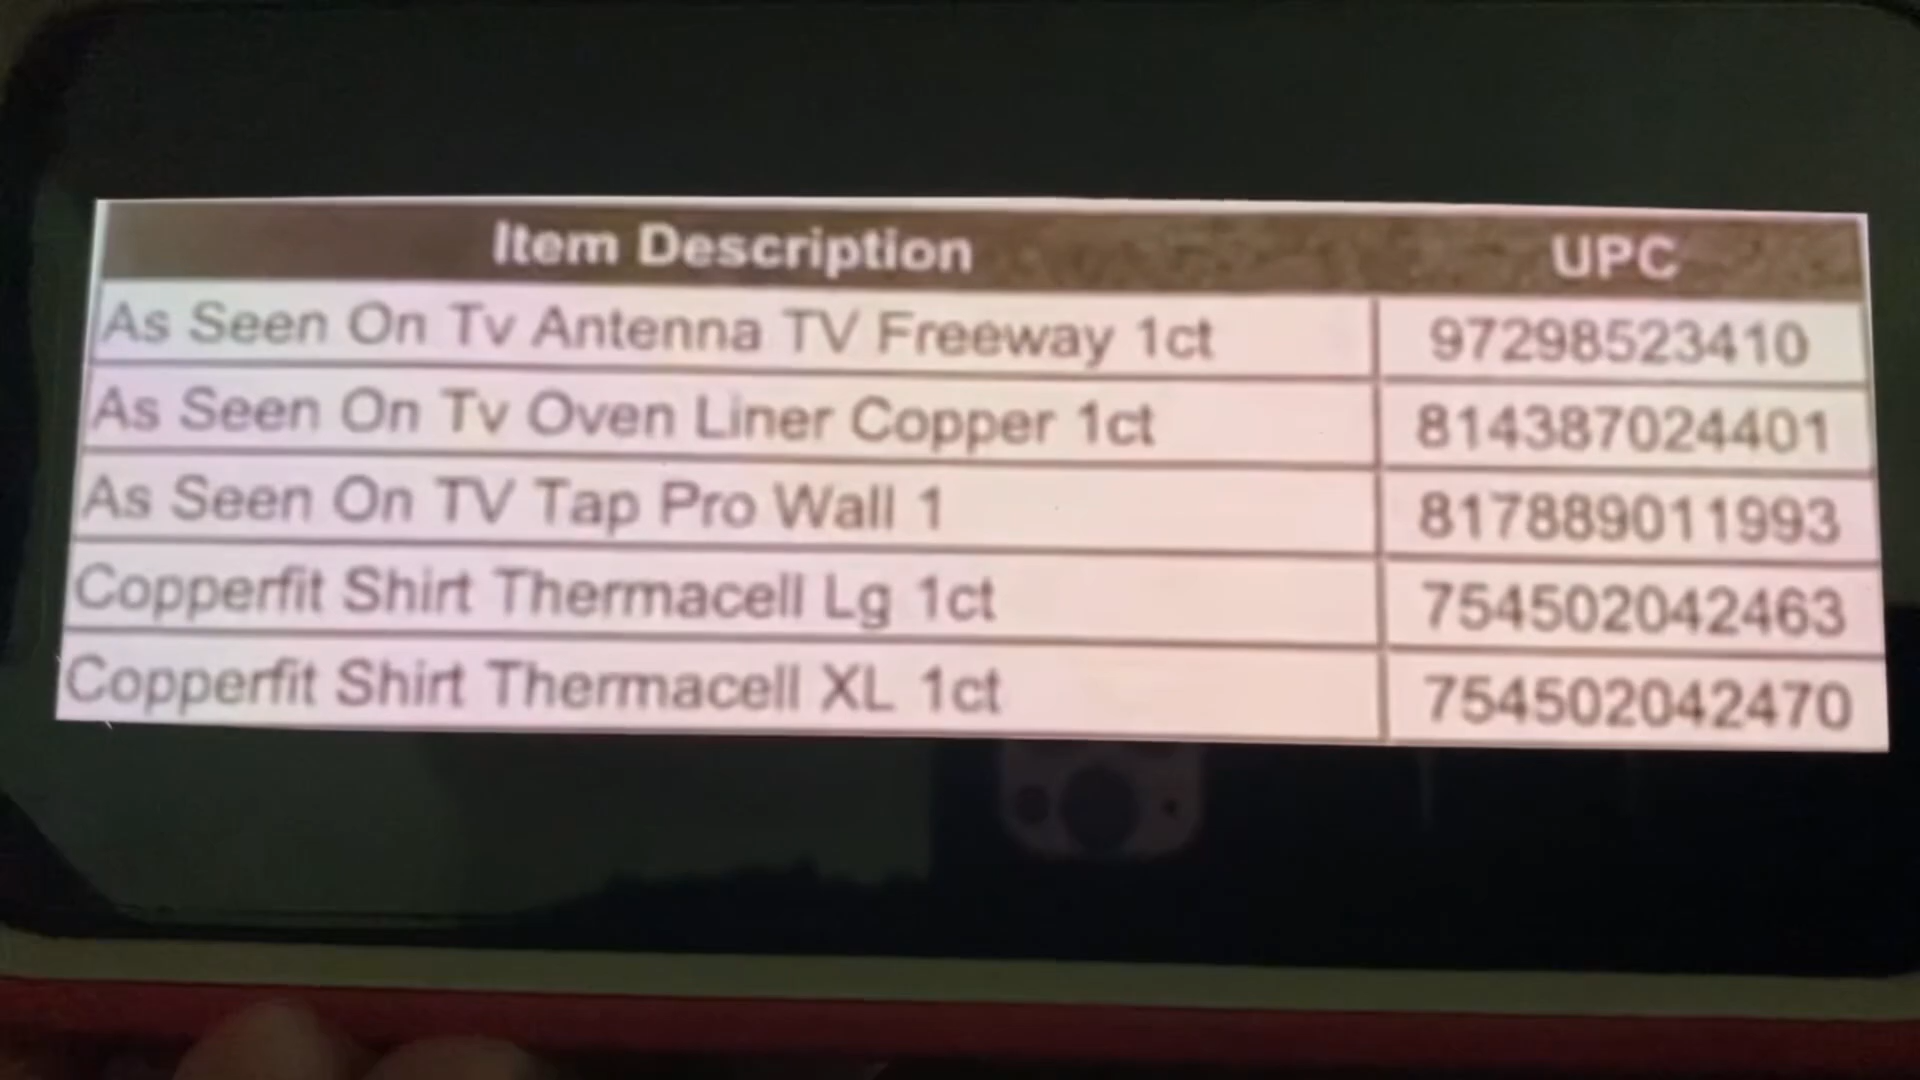 Item Description UPC
As Seen On Tv Antenna TV Freeway 1ct 97298523410
As Seen On Tv Oven Liner Copper 1ct 814387024401
As Seen On TV Tap Pro Wall 1 817889011993
Copperfit Shirt Thermacell Lg 1ct 754502042463
Copperfit Shirt Thermacell XL 1ct 754502042470